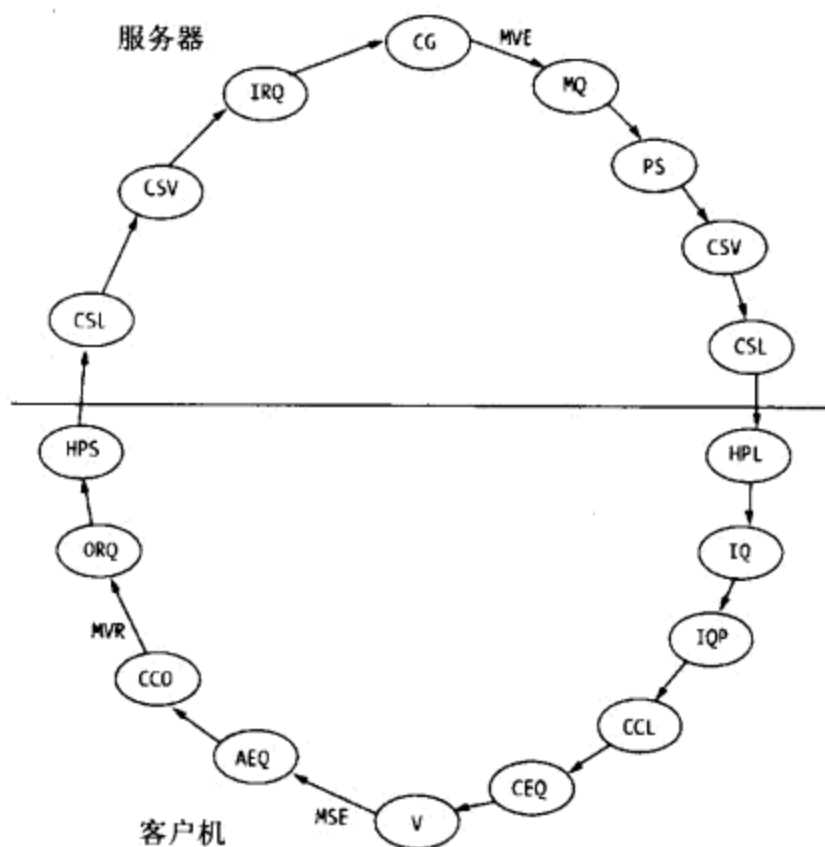 服务器
CG
MVE
MQ
IRQ
PS
CSV
CSV
CSL
CSL
HPS
HPL
ORQ
IQ
MVR
IQP
CCO
CCL
AEQ
CEQ
MSE
V
客户机